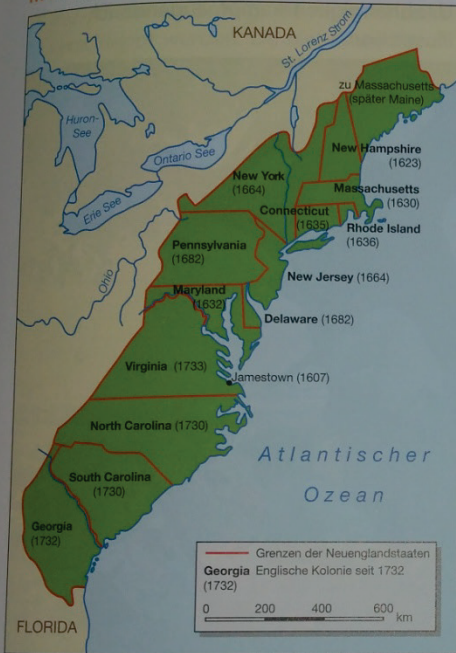 KANADA
St. Lorenz Strom
zu Massachusetts
(später Maine)
Huron-
See
Ontario See
New Hampshire
(1623)
New York
(1664)
Massachusetts
(1630)
Erie See
Connecticut
(1635)
Rhode Island
(1636)
Pennsylvania
(1682)
Ohio
New Jersey (1664)
Maryland
(1632)
Delaware (1682)
Virginia (1733)
Jamestown (1607)
North Carolina (1730)
Atlantischer
Ozean
South Carolina
(1730)
Georgia
(1732)
FLORIDA
Grenzen der Neuenglandstaaten
Georgia Englische Kolonie seit 1732
(1732)
0 200 400 600
km